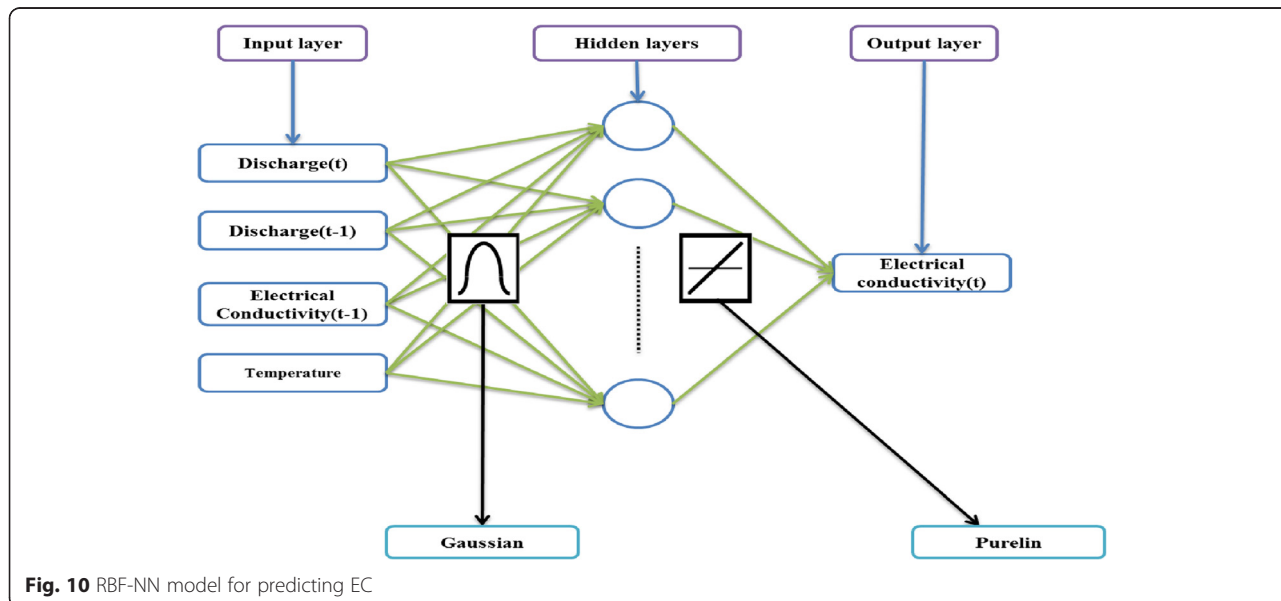 Input layer
Hidden layers
Output layer
Discharge(t)
Discharge(t-1)
Electrical
Conductivity(t-1)
Temperature
Electrical
conductivity(t)
Gaussian
Purelin
Fig. 10 RBF-NN model for predicting EC